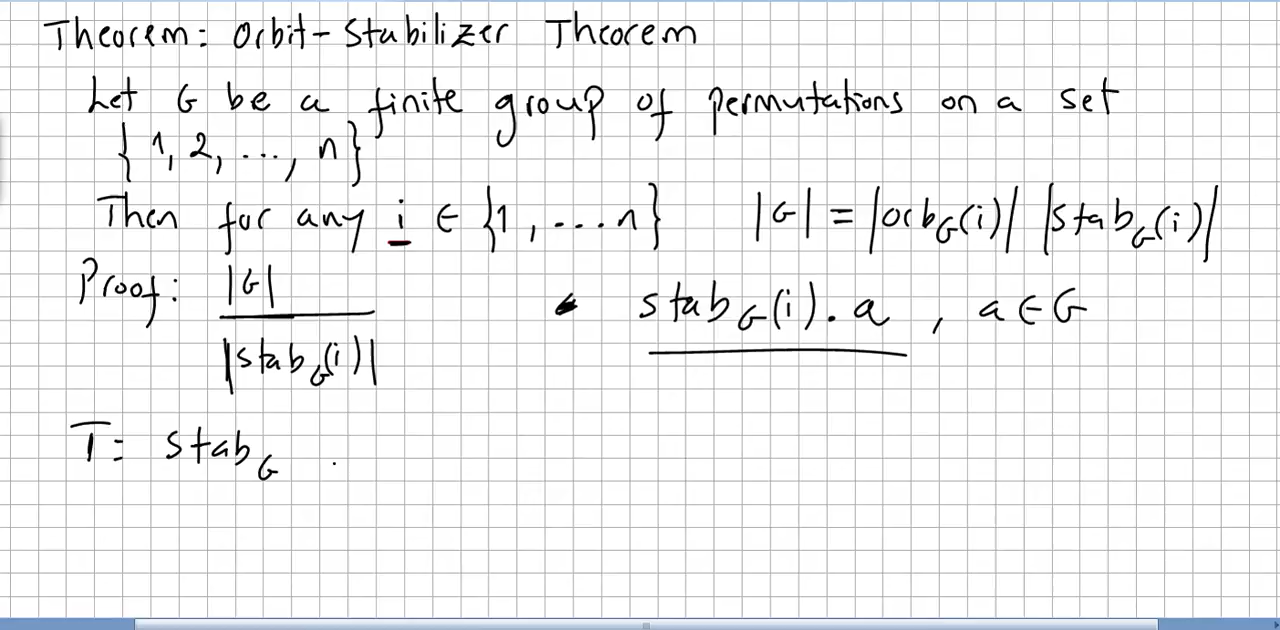 Theorem: Orbit-Stabilizer Theorem
Let G be a finite group of permutations on a set
{1, 2, ..., n}
Then for any i ∈ {1, ... n} |G| = |orb_G(i)| |stab_G(i)|
Proof: |G| / |stab_G(i)| stab_G(i). a , a ∈ G
T: stab_G .